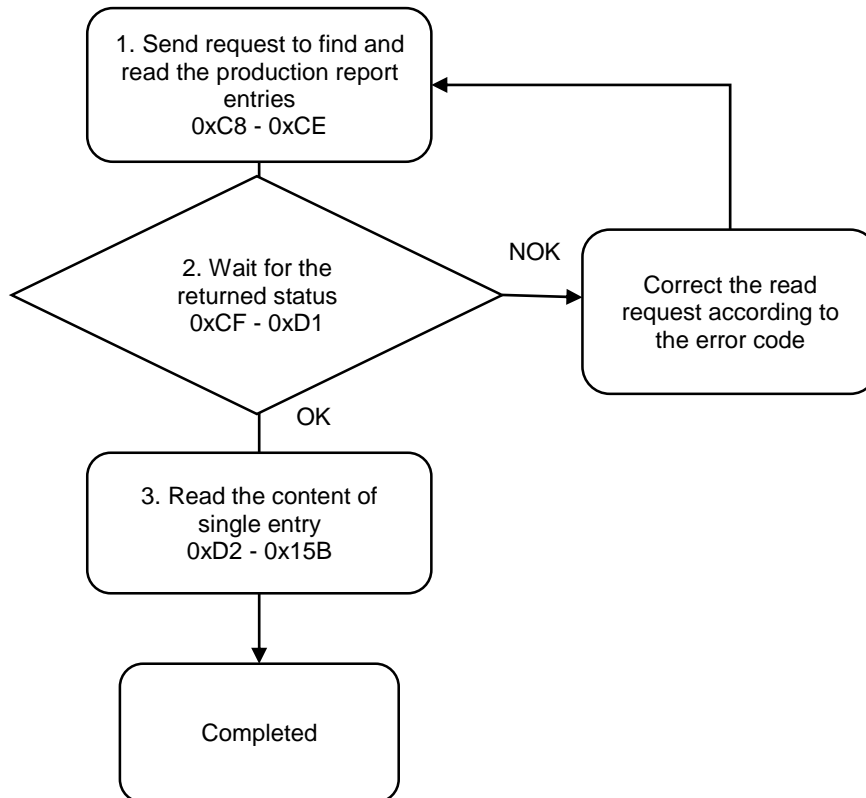 1. Send request to find and
read the production report
entries
0xC8 - 0xCE
2. Wait for the
returned status
0xCF - 0xD1
NOK
Correct the read
request according to
the error code
OK
3. Read the content of
single entry
0xD2 - 0x15B
Completed